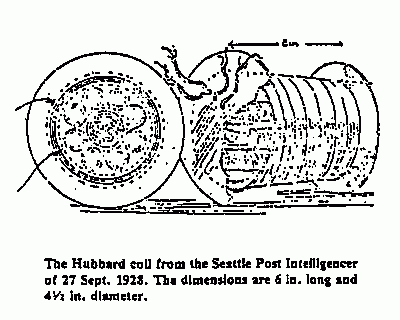 6in
The Hubbard coil from the Seattle Post Intelligencer
of 27 Sept. 1928. The dimensions are 6 in. long and
4½ in. diameter.